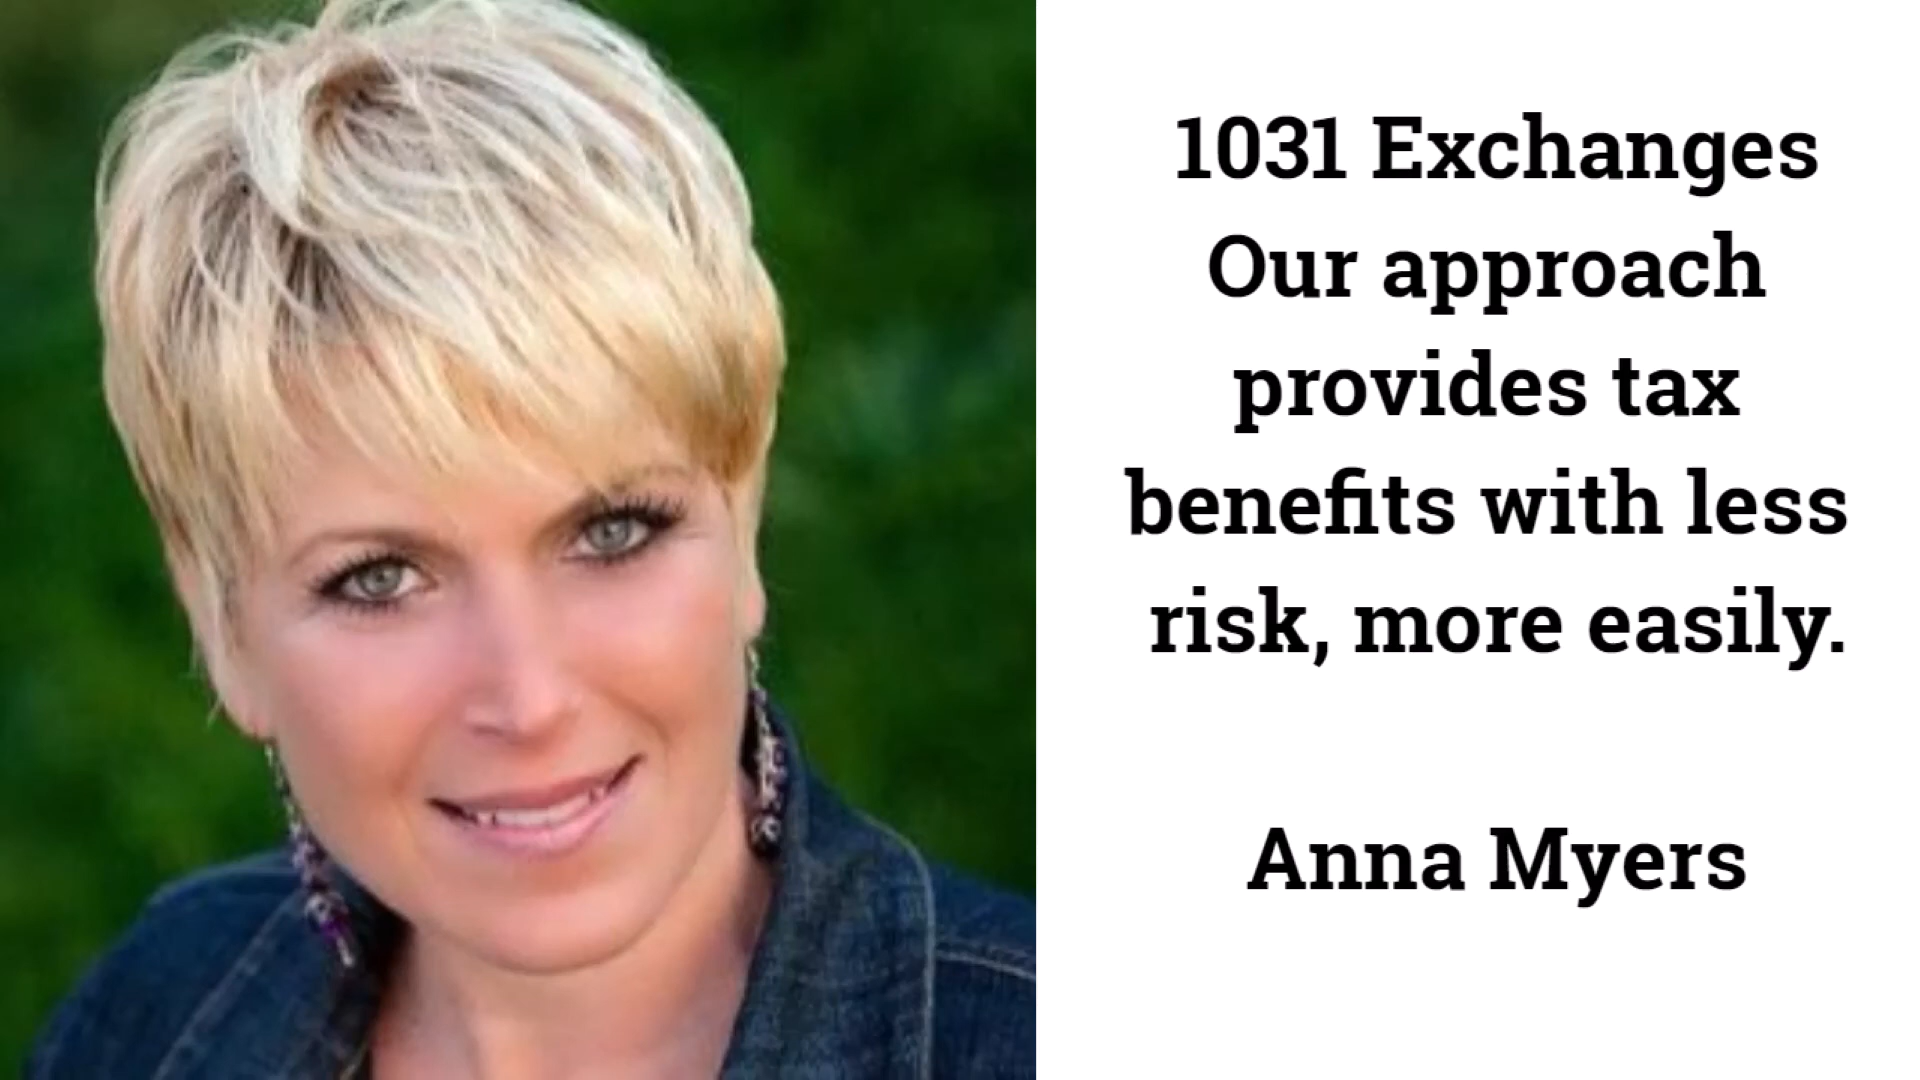 1031 Exchanges
Our approach
provides tax
benefits with less
risk, more easily.
Anna Myers